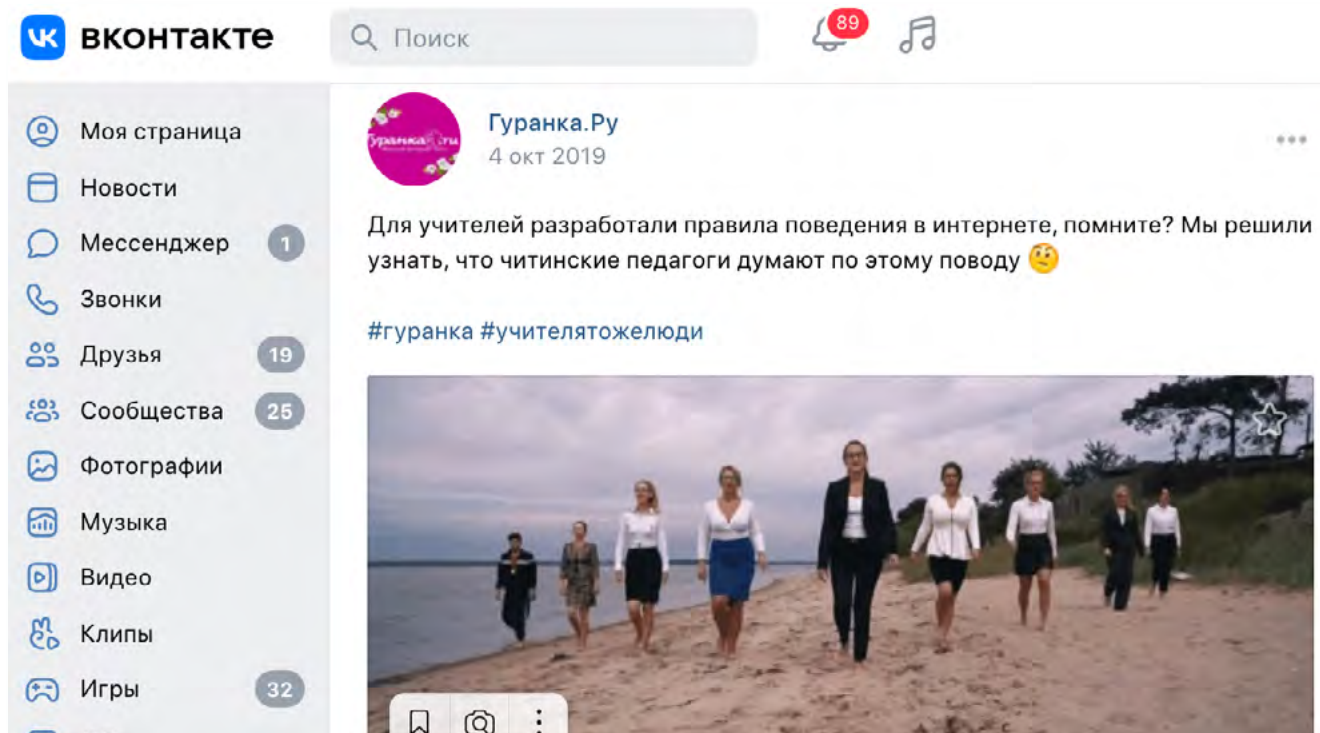 вконтакте
Поиск
89
Моя страница
Новости
Мессенджер 1
Звонки
Друзья 19
Сообщества 25
Фотографии
Музыка
Видео
Клипы
Игры 32
Гуранка.ru
Гуранка.Ру
4 окт 2019
Для учителей разработали правила поведения в интернете, помните? Мы решили
узнать, что читинские педагоги думают по этому поводу 🤨
#гуранка #учителятожелюди